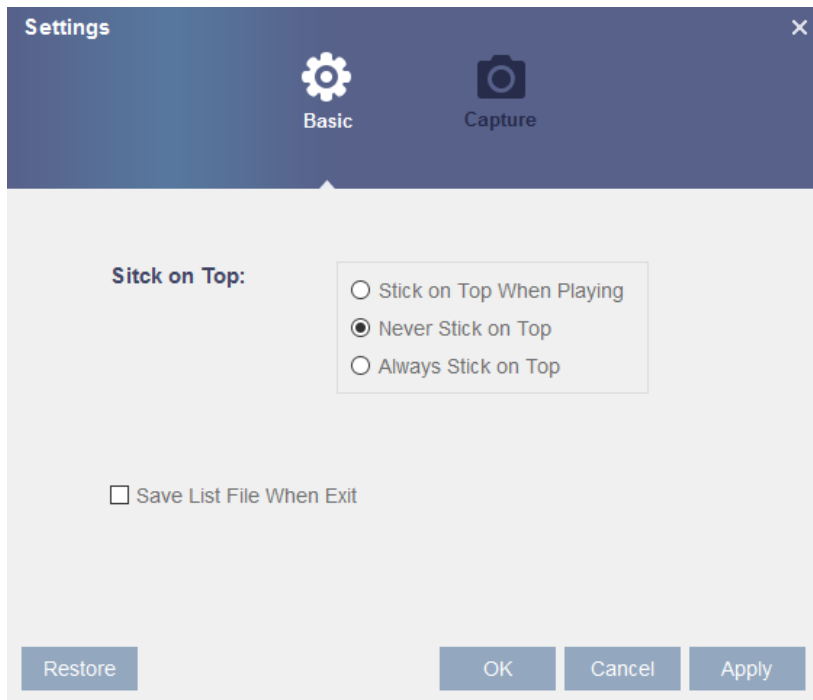 Settings
Basic
Capture
Sitck on Top:
Stick on Top When Playing
Never Stick on Top
Always Stick on Top
Save List File When Exit
Restore
OK
Cancel
Apply